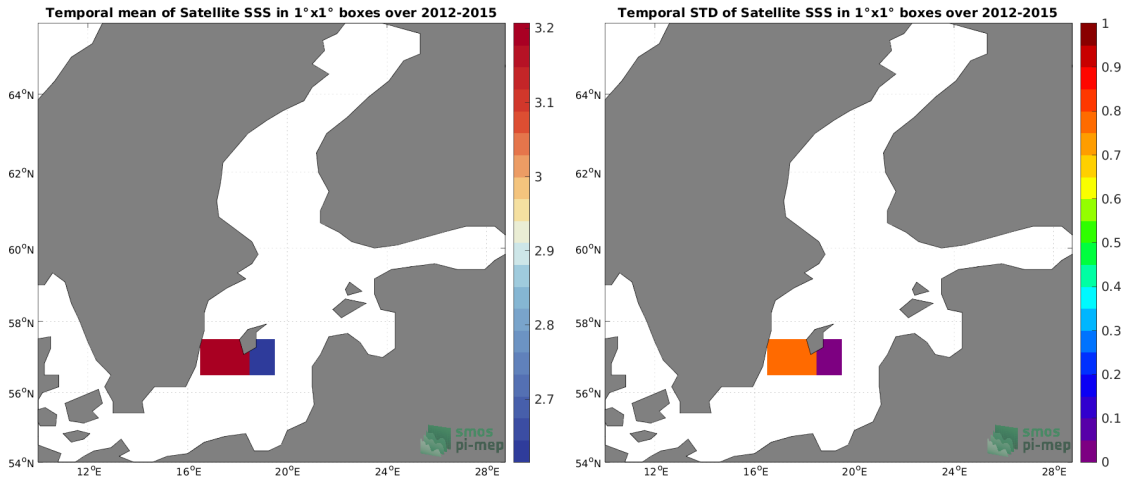 Temporal mean of Satellite SSS in 1°x1° boxes over 2012-2015
64°N
62°N
60°N
58°N
56°N
54°N
12°E
16°E
20°E
24°E
28°E
3.2
3.1
3
2.9
2.8
2.7
smos
pi-mep
Temporal STD of Satellite SSS in 1°x1° boxes over 2012-2015
64°N
62°N
60°N
58°N
56°N
54°N
12°E
16°E
20°E
24°E
28°E
1
0.9
0.8
0.7
0.6
0.5
0.4
0.3
0.2
0.1
0
smos
pi-mep